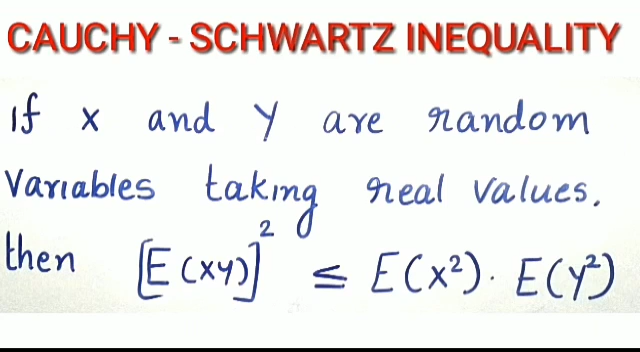 CAUCHY - SCHWARTZ INEQUALITY
If X and Y are random
Variables taking real values.
then [E(XY)]² ≤ E(X²). E(Y²)